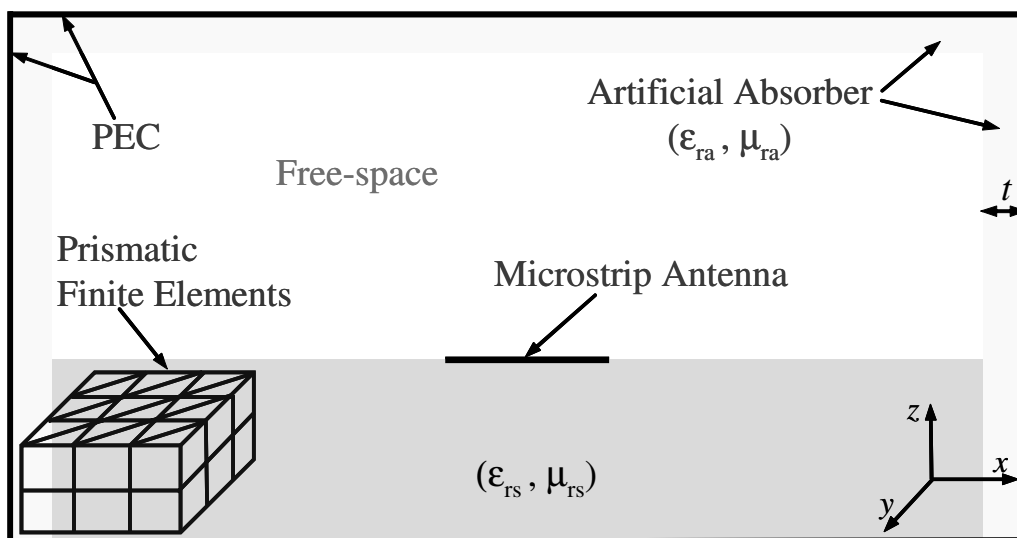 PEC
Artificial Absorber
(εra , μra)
Free-space
t
Prismatic
Finite Elements
Microstrip Antenna
(εrs , μrs)
z
x
y